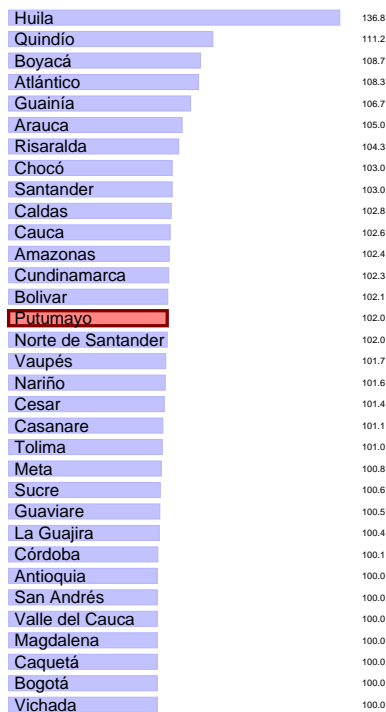 Huila 136.8
Quindío 111.2
Boyacá 108.7
Atlántico 108.3
Guainía 106.7
Arauca 105.0
Risaralda 104.3
Chocó 103.0
Santander 103.0
Caldas 102.8
Cauca 102.6
Amazonas 102.4
Cundinamarca 102.3
Bolivar 102.1
Putumayo 102.0
Norte de Santander 102.0
Vaupés 101.7
Nariño 101.6
Cesar 101.4
Casanare 101.1
Tolima 101.0
Meta 100.8
Sucre 100.6
Guaviare 100.5
La Guajira 100.4
Córdoba 100.1
Antioquia 100.0
San Andrés 100.0
Valle del Cauca 100.0
Magdalena 100.0
Caquetá 100.0
Bogotá 100.0
Vichada 100.0